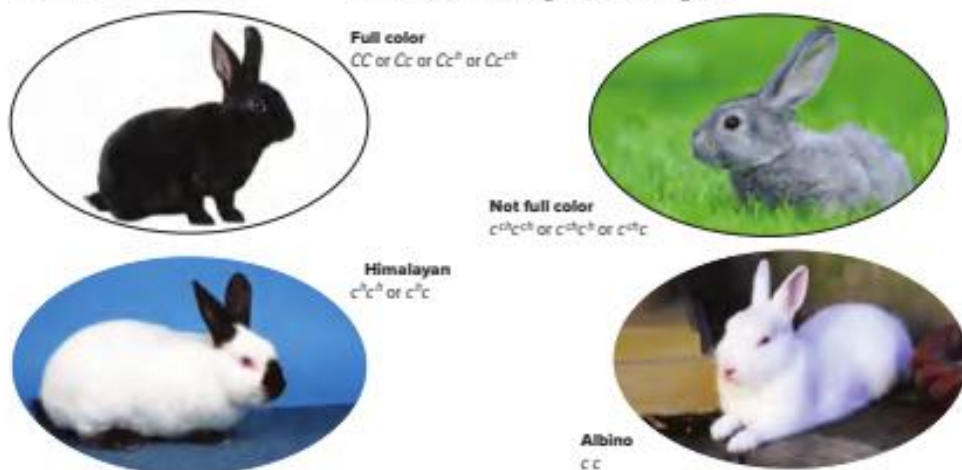 Full color
CC or Cc or Ccʰ or Ccᶜʰ
Not full color
cᶜʰcᶜʰ or cᶜʰcʰ or cᶜʰc
Himalayan
cʰcʰ or cʰc
Albino
c c